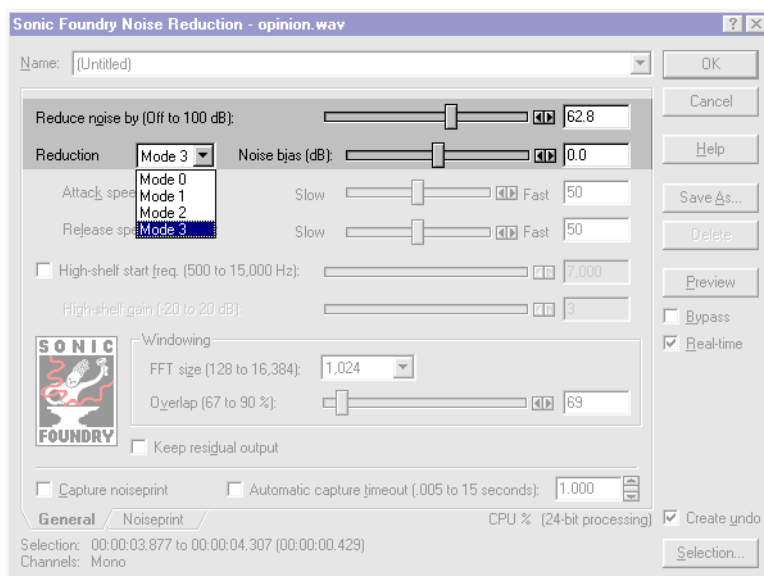 Sonic Foundry Noise Reduction - opinion.wav
Name: (Untitled)
OK
Cancel
Reduce noise by (Off to 100 dB): 62.8
Reduction Mode 3 Noise bias (dB): 0.0
Help
Mode 0
Mode 1
Mode 2
Mode 3
Attack spee Slow Fast 50
Save As...
Release spe Slow Fast 50
Delete
High-shelf start freq. (500 to 15,000 Hz): 7,000
Preview
High-shelf gain (-20 to 20 dB): 3
Bypass
Real-time
SONIC
FOUNDRY
Windowing
FFT size (128 to 16,384): 1,024
Overlap (67 to 90 %): 69
Keep residual output
Capture noiseprint Automatic capture timeout (.005 to 15 seconds): 1.000
General Noiseprint CPU % (24-bit processing)
Create undo
Selection: 00:00:03.877 to 00:00:04.307 (00:00:00.429)
Channels: Mono
Selection...